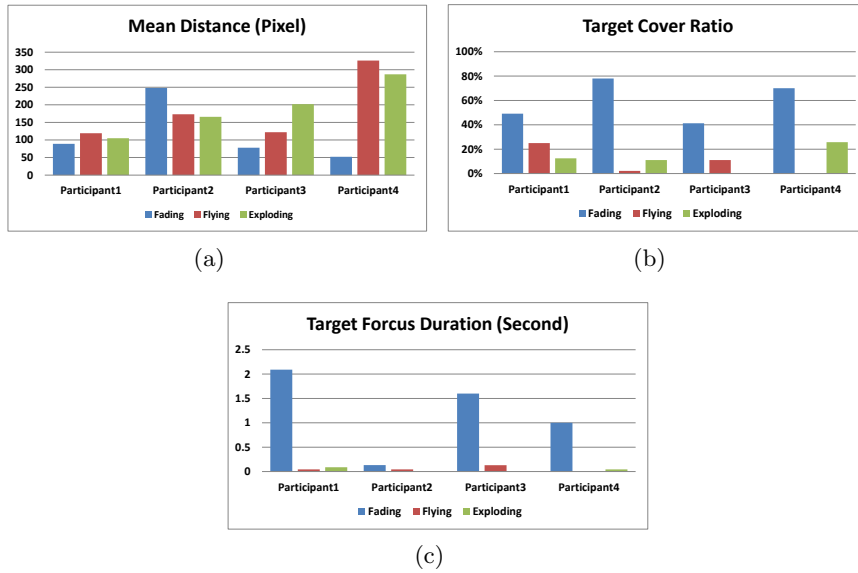 Mean Distance (Pixel)
350
300
250
200
150
100
50
0
Participant1 Participant2 Participant3 Participant4
Fading Flying Exploding
(a)
Target Cover Ratio
100%
80%
60%
40%
20%
0%
Participant1 Participant2 Participant3 Participant4
Fading Flying Exploding
(b)
Target Forcus Duration (Second)
2.5
2
1.5
1
0.5
0
Participant1 Participant2 Participant3 Participant4
Fading Flying Exploding
(c)